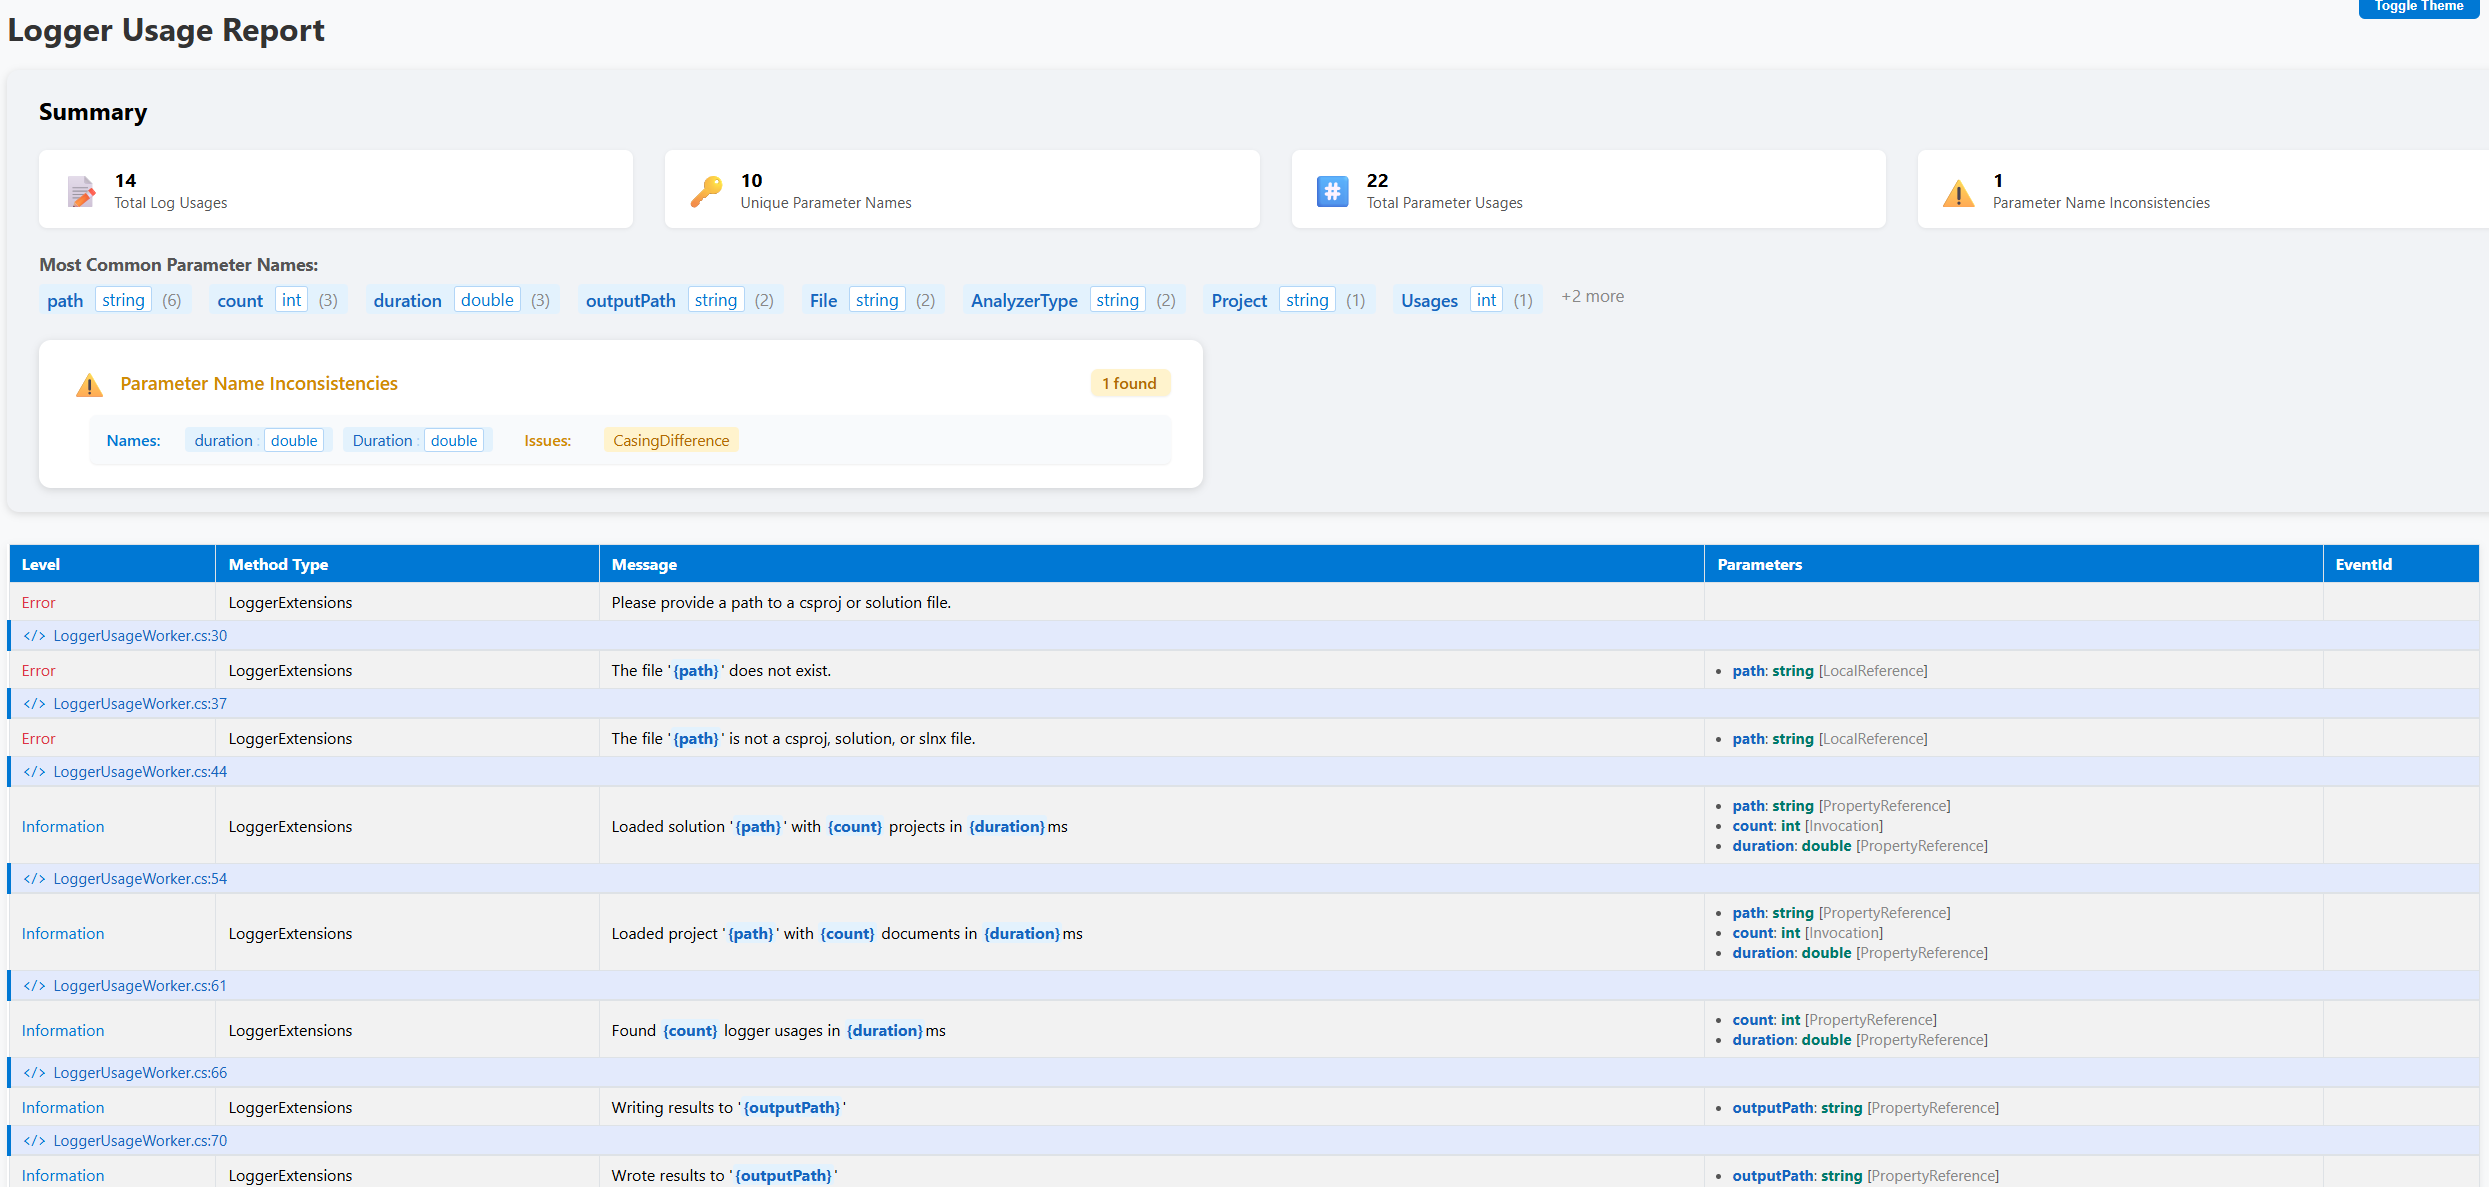 Toggle Theme
Logger Usage Report
Summary
14
Total Log Usages
10
Unique Parameter Names
22
Total Parameter Usages
1
Parameter Name Inconsistencies
Most Common Parameter Names:
path string (6) count int (3) duration double (3) outputPath string (2) File string (2) AnalyzerType string (2) Project string (1) Usages int (1) +2 more
Parameter Name Inconsistencies 1 found
Names: duration : double Duration : double Issues: CasingDifference
Level Method Type Message Parameters EventId
Error LoggerExtensions Please provide a path to a csproj or solution file.
</> LoggerUsageWorker.cs:30
Error LoggerExtensions The file '{path}' does not exist. • path: string [LocalReference]
</> LoggerUsageWorker.cs:37
Error LoggerExtensions The file '{path}' is not a csproj, solution, or slnx file. • path: string [LocalReference]
</> LoggerUsageWorker.cs:44
Information LoggerExtensions Loaded solution '{path}' with {count} projects in {duration}ms
• path: string [PropertyReference]
• count: int [Invocation]
• duration: double [PropertyReference]
</> LoggerUsageWorker.cs:54
Information LoggerExtensions Loaded project '{path}' with {count} documents in {duration}ms
• path: string [PropertyReference]
• count: int [Invocation]
• duration: double [PropertyReference]
</> LoggerUsageWorker.cs:61
Information LoggerExtensions Found {count} logger usages in {duration}ms
• count: int [PropertyReference]
• duration: double [PropertyReference]
</> LoggerUsageWorker.cs:66
Information LoggerExtensions Writing results to '{outputPath}' • outputPath: string [PropertyReference]
</> LoggerUsageWorker.cs:70
Information LoggerExtensions Wrote results to '{outputPath}' • outputPath: string [PropertyReference]